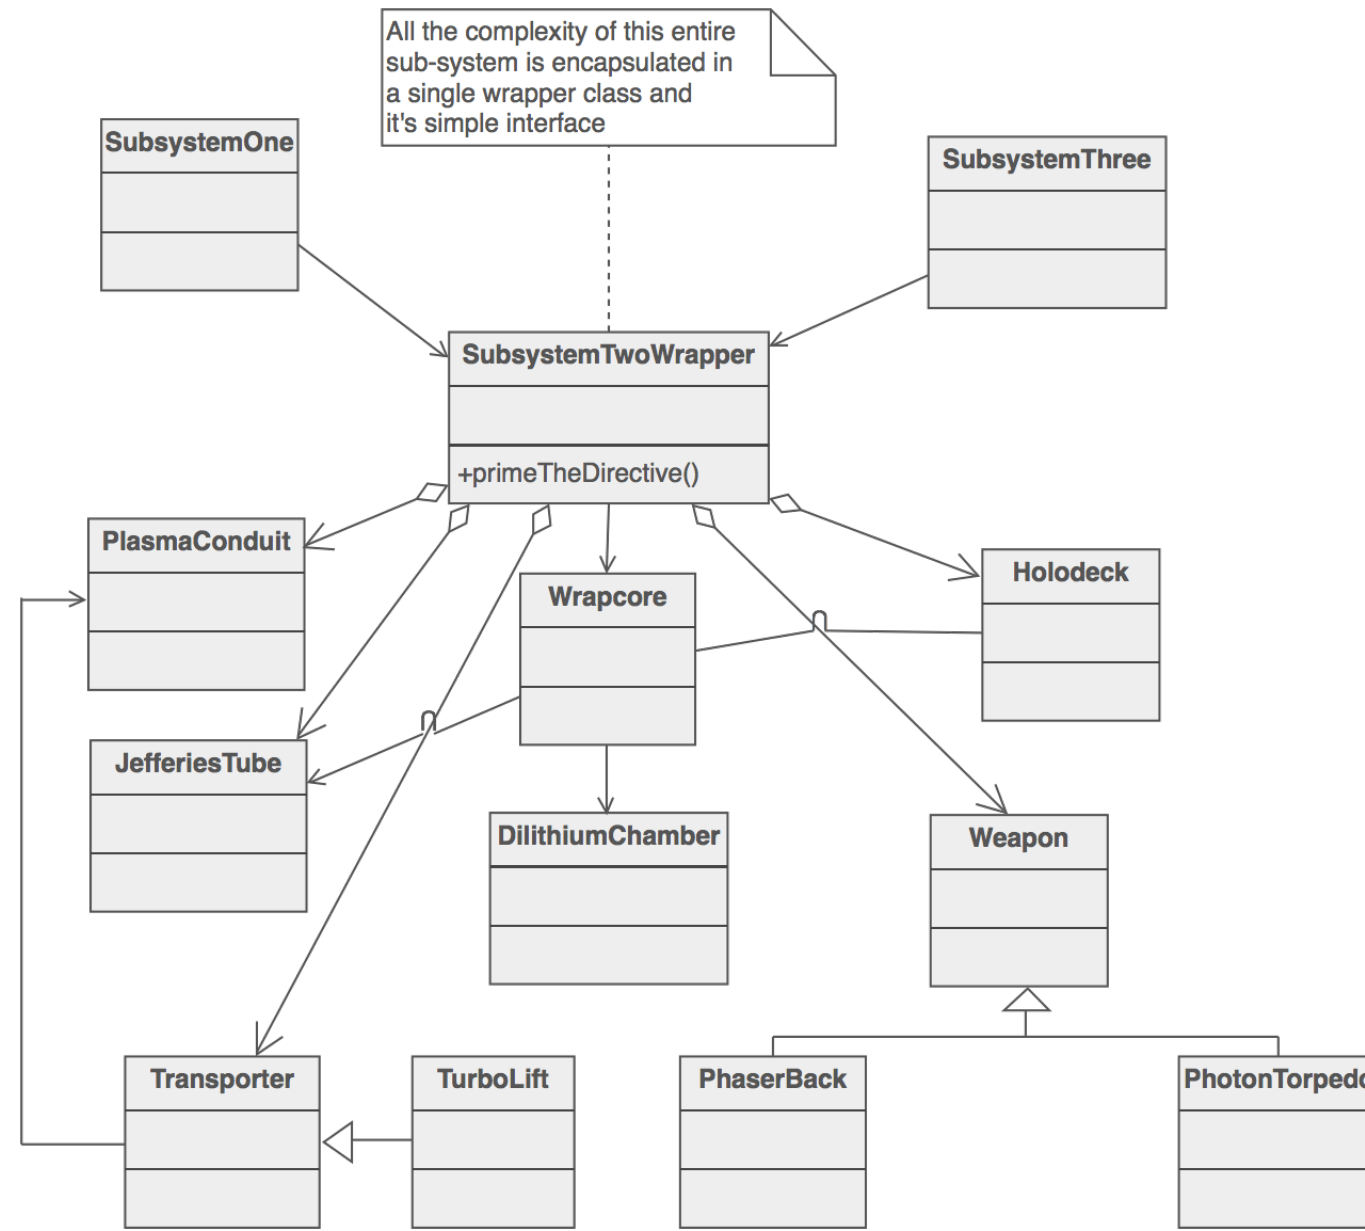 All the complexity of this entire
sub-system is encapsulated in
a single wrapper class and
it's simple interface
SubsystemOne
SubsystemThree
SubsystemTwoWrapper
+primeTheDirective()
PlasmaConduit
Holodeck
Wrapcore
JefferiesTube
DilithiumChamber
Weapon
Transporter
TurboLift
PhaserBack
PhotonTorpedo